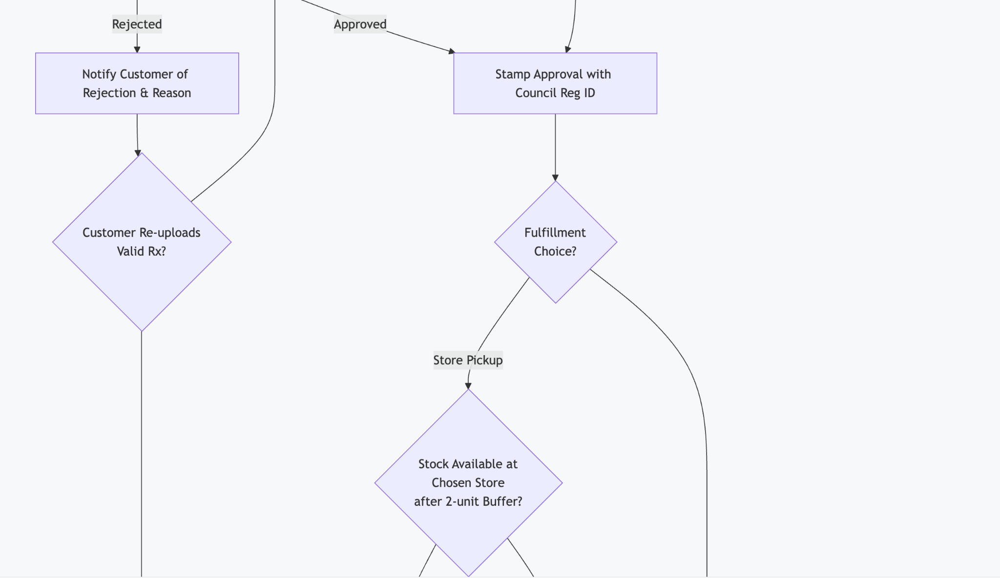 Rejected
Approved
Notify Customer of
Rejection & Reason
Stamp Approval with
Council Reg ID
Customer Re-uploads
Valid Rx?
Fulfillment
Choice?
Store Pickup
Stock Available at
Chosen Store
after 2-unit Buffer?